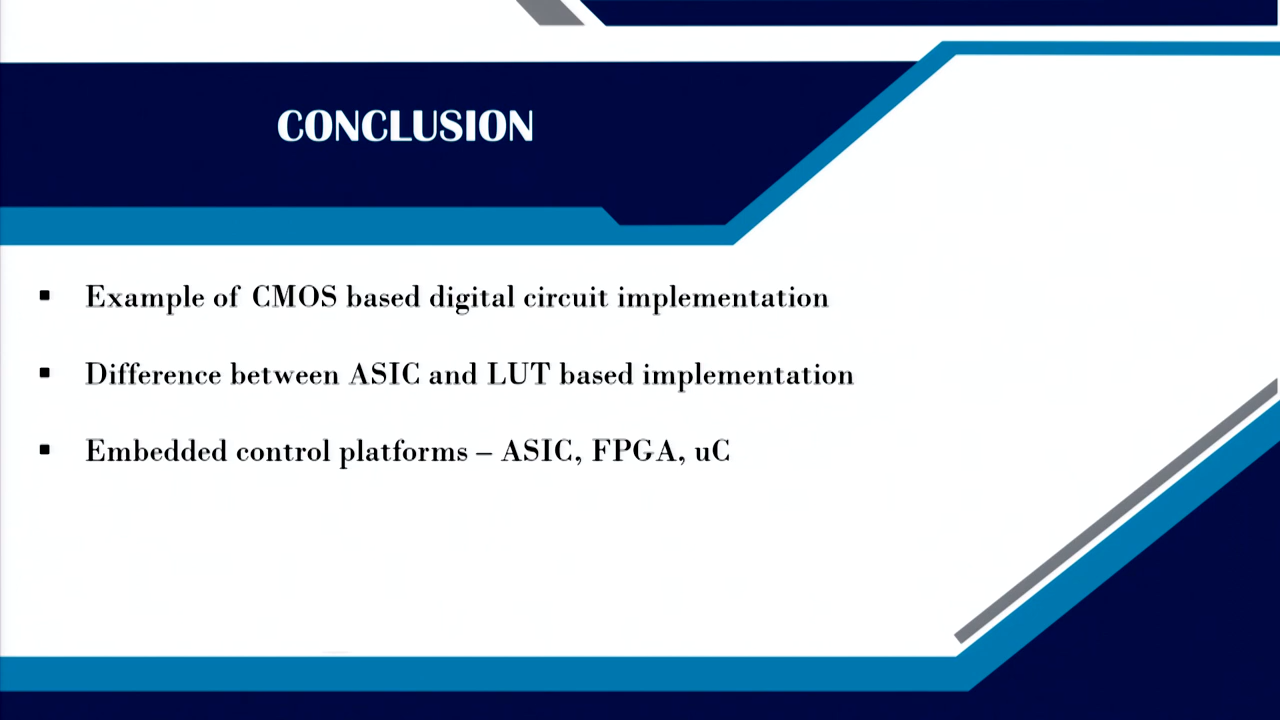 CONCLUSION
▪ Example of CMOS based digital circuit implementation
▪ Difference between ASIC and LUT based implementation
▪ Embedded control platforms – ASIC, FPGA, uC